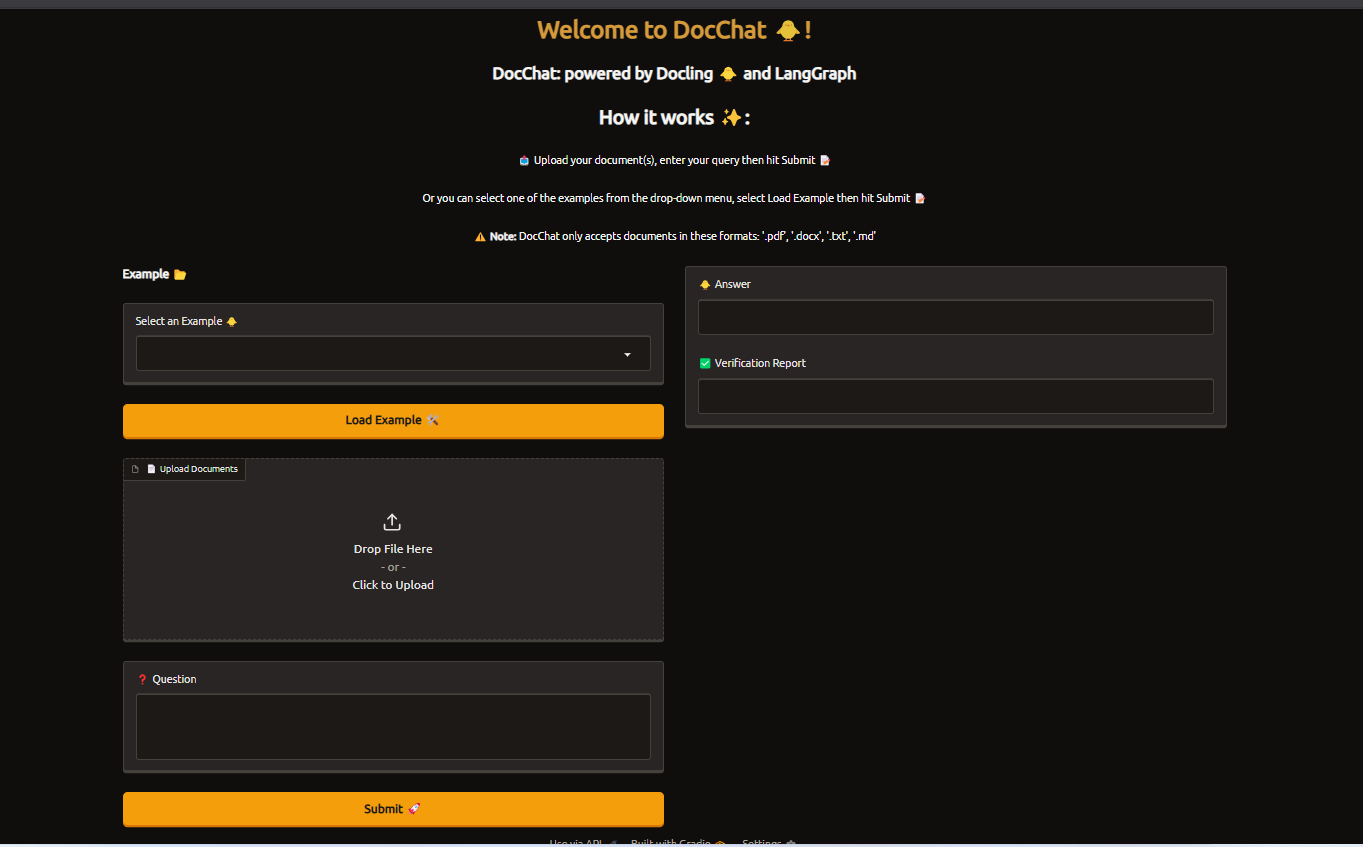 Welcome to DocChat 🐥!
DocChat: powered by Docling 🐥 and LangGraph
How it works ✨:
📤 Upload your document(s), enter your query then hit Submit 📝
Or you can select one of the examples from the drop-down menu, select Load Example then hit Submit 📝
⚠️ Note: DocChat only accepts documents in these formats: '.pdf', '.docx', '.txt', '.md'
Example 📂
Select an Example 🐥
Load Example 🛠️
📄 Upload Documents
Drop File Here
- or -
Click to Upload
❓ Question
Submit 🚀
🐥 Answer
✅ Verification Report
Use via API
Built with Gradio
Settings